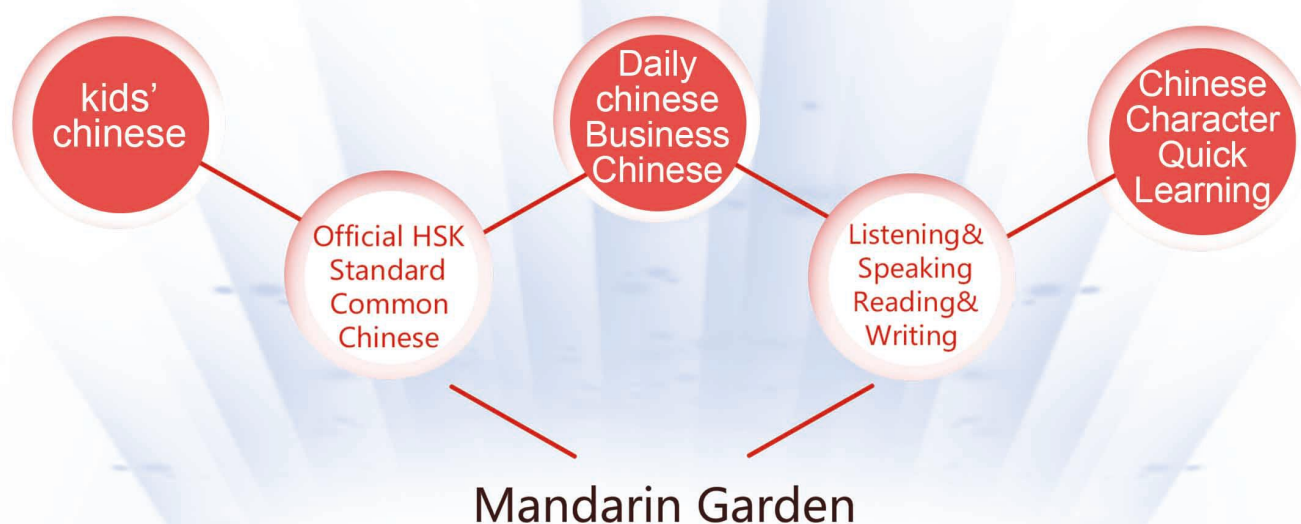 kids'
chinese
Official HSK
Standard
Common
Chinese
Daily
chinese
Business
Chinese
Listening&
Speaking
Reading&
Writing
Chinese
Character
Quick
Learning
Mandarin Garden